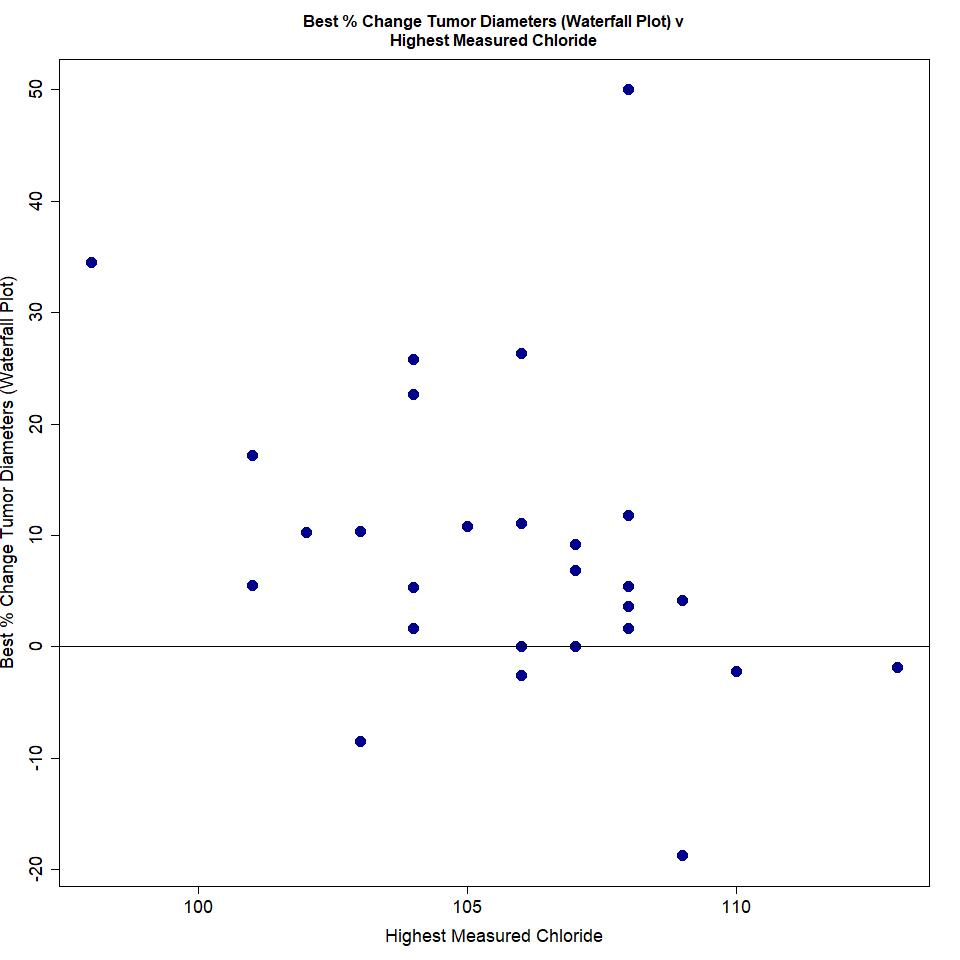 Best % Change Tumor Diameters (Waterfall Plot) v
Highest Measured Chloride
Best % Change Tumor Diameters (Waterfall Plot)
50
40
30
20
10
0
-10
-20
100
105
110
Highest Measured Chloride